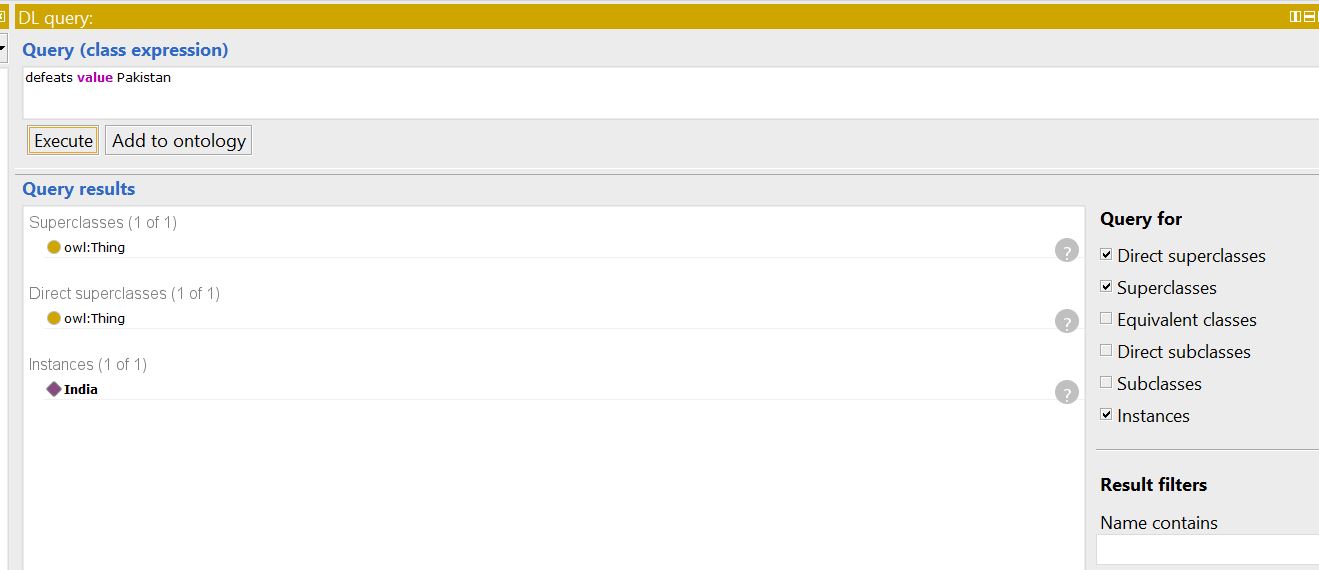 DL query:
Query (class expression)
defeats value Pakistan
Execute
Add to ontology
Query results
Superclasses (1 of 1)
owl:Thing
?
Direct superclasses (1 of 1)
owl:Thing
?
Instances (1 of 1)
India
?
Query for
Direct superclasses
Superclasses
Equivalent classes
Direct subclasses
Subclasses
Instances
Result filters
Name contains